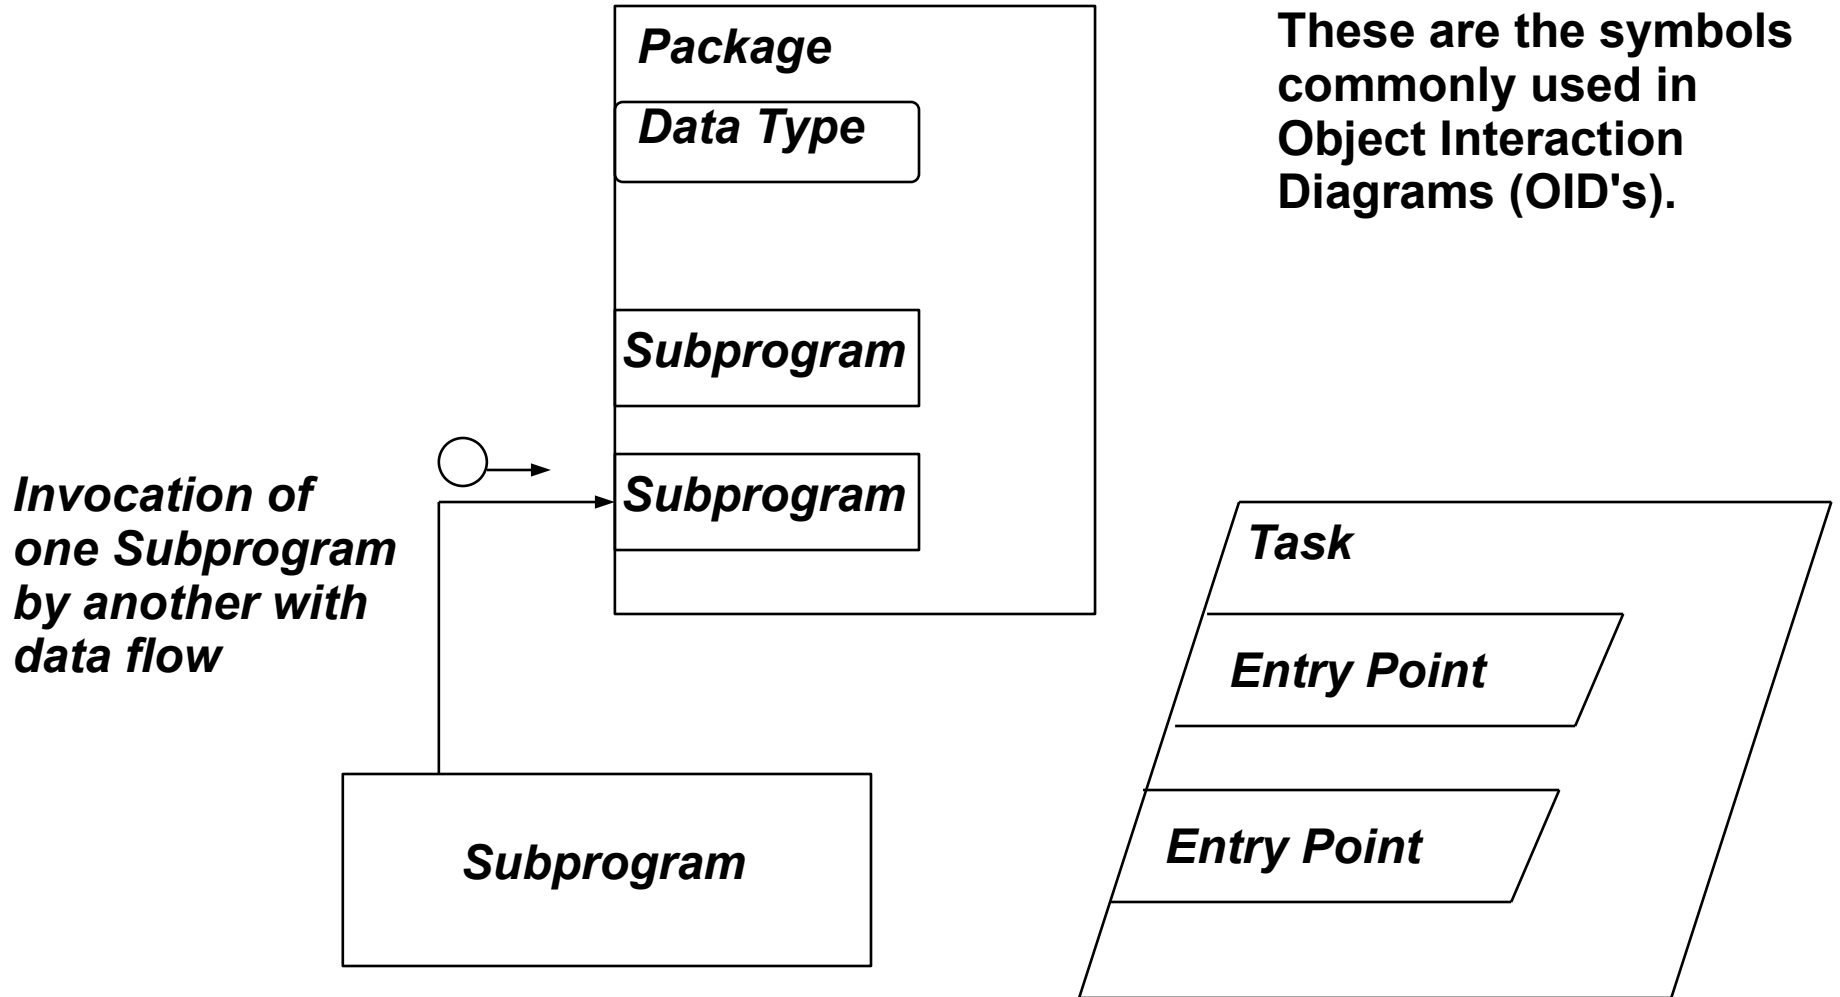 Package
Data Type
Subprogram
Subprogram
These are the symbols
commonly used in
Object Interaction
Diagrams (OID's).
Invocation of
one Subprogram
by another with
data flow
Subprogram
Task
Entry Point
Entry Point